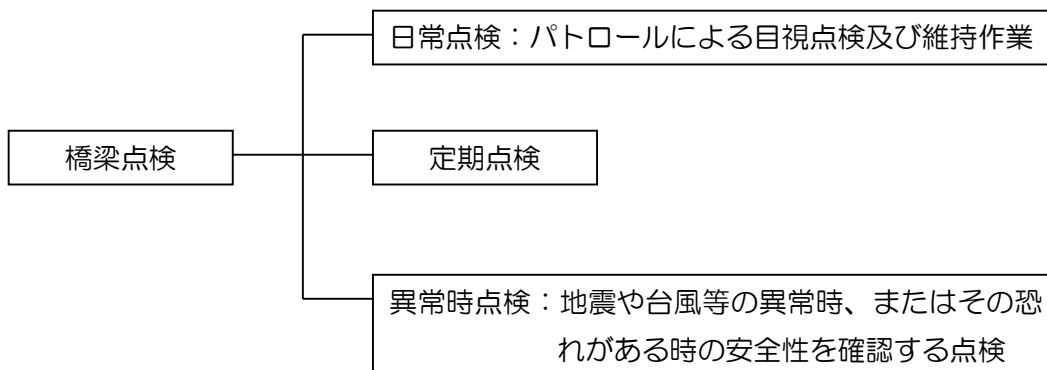 日常点検：パトロールによる目視点検及び維持作業
橋梁点検
定期点検
異常時点検：地震や台風等の異常時、またはその恐
れがある時の安全性を確認する点検